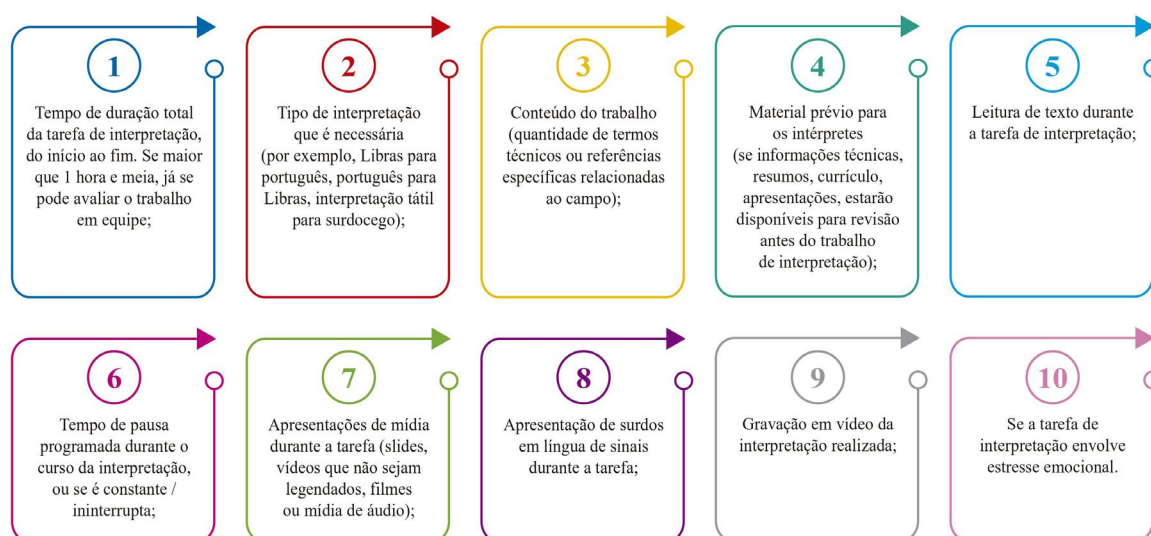 1
Tempo de duração total
da tarefa de interpretação,
do início ao fim. Se maior
que 1 hora e meia, já se
pode avaliar o trabalho
em equipe;
2
Tipo de interpretação
que é necessária
(por exemplo, Libras para
português, português para
Libras, interpretação tátil
para surdocego);
3
Conteúdo do trabalho
(quantidade de termos
técnicos ou referências
específicas relacionadas
ao campo);
4
Material prévio para
os intérpretes
(se informações técnicas,
resumos, currículo,
apresentações, estarão
disponíveis para revisão
antes do trabalho
de interpretação);
5
Leitura de texto durante
a tarefa de interpretação;
6
Tempo de pausa
programada durante o
curso da interpretação,
ou se é constante /
ininterrupta;
7
Apresentações de mídia
durante a tarefa (slides,
vídeos que não sejam
legendados, filmes
ou mídia de áudio);
8
Apresentação de surdos
em língua de sinais
durante a tarefa;
9
Gravação em vídeo da
interpretação realizada;
10
Se a tarefa de
interpretação envolve
estresse emocional.